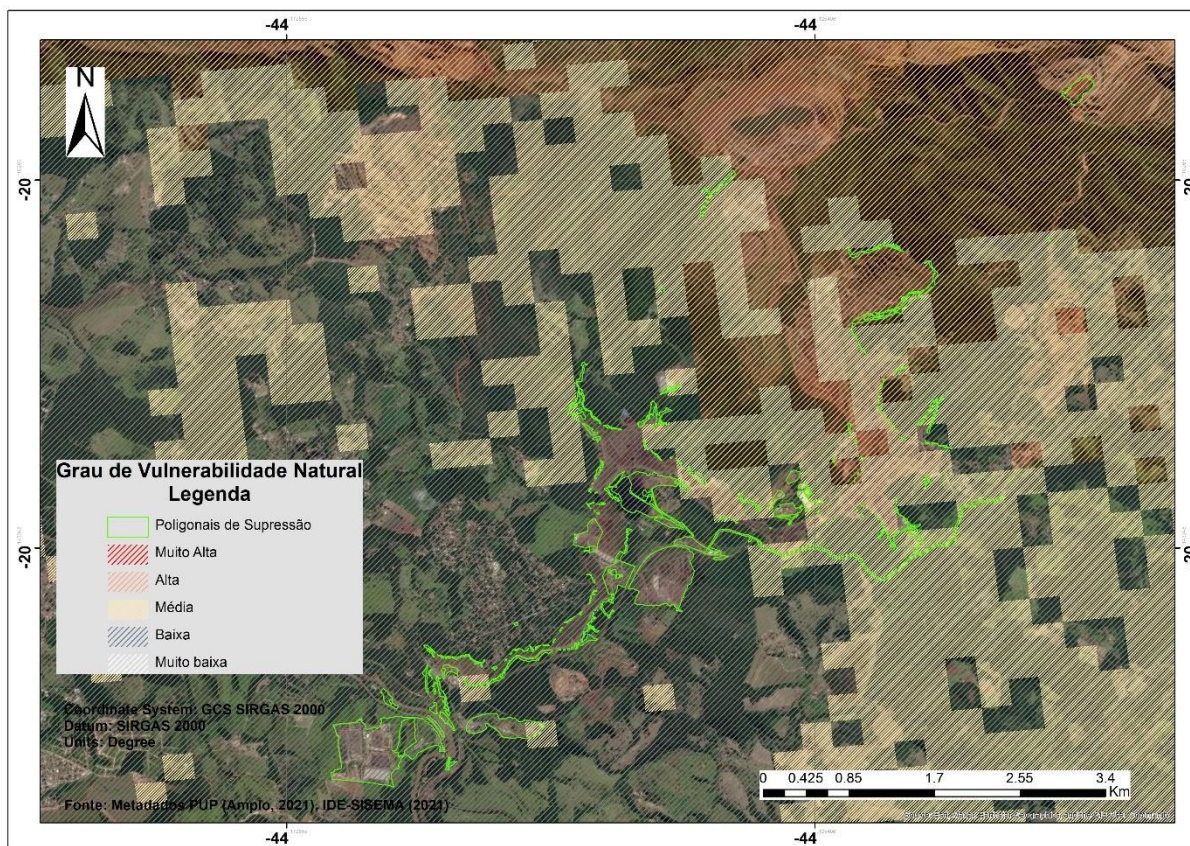 -44
-44
N
-20
-20
Grau de Vulnerabilidade Natural
Legenda
Poligonais de Supressão
Muito Alta
Alta
Média
Baixa
Muito baixa
-20
-20
Coordinate System: GCS SIRGAS 2000
Datum: SIRGAS 2000
Units: Degree
0 0.425 0.85 1.7 2.55 3.4
Km
Fonte: Metadados PUP (Amplo, 2021), IDE-SISEMA (2021)
-44
-44